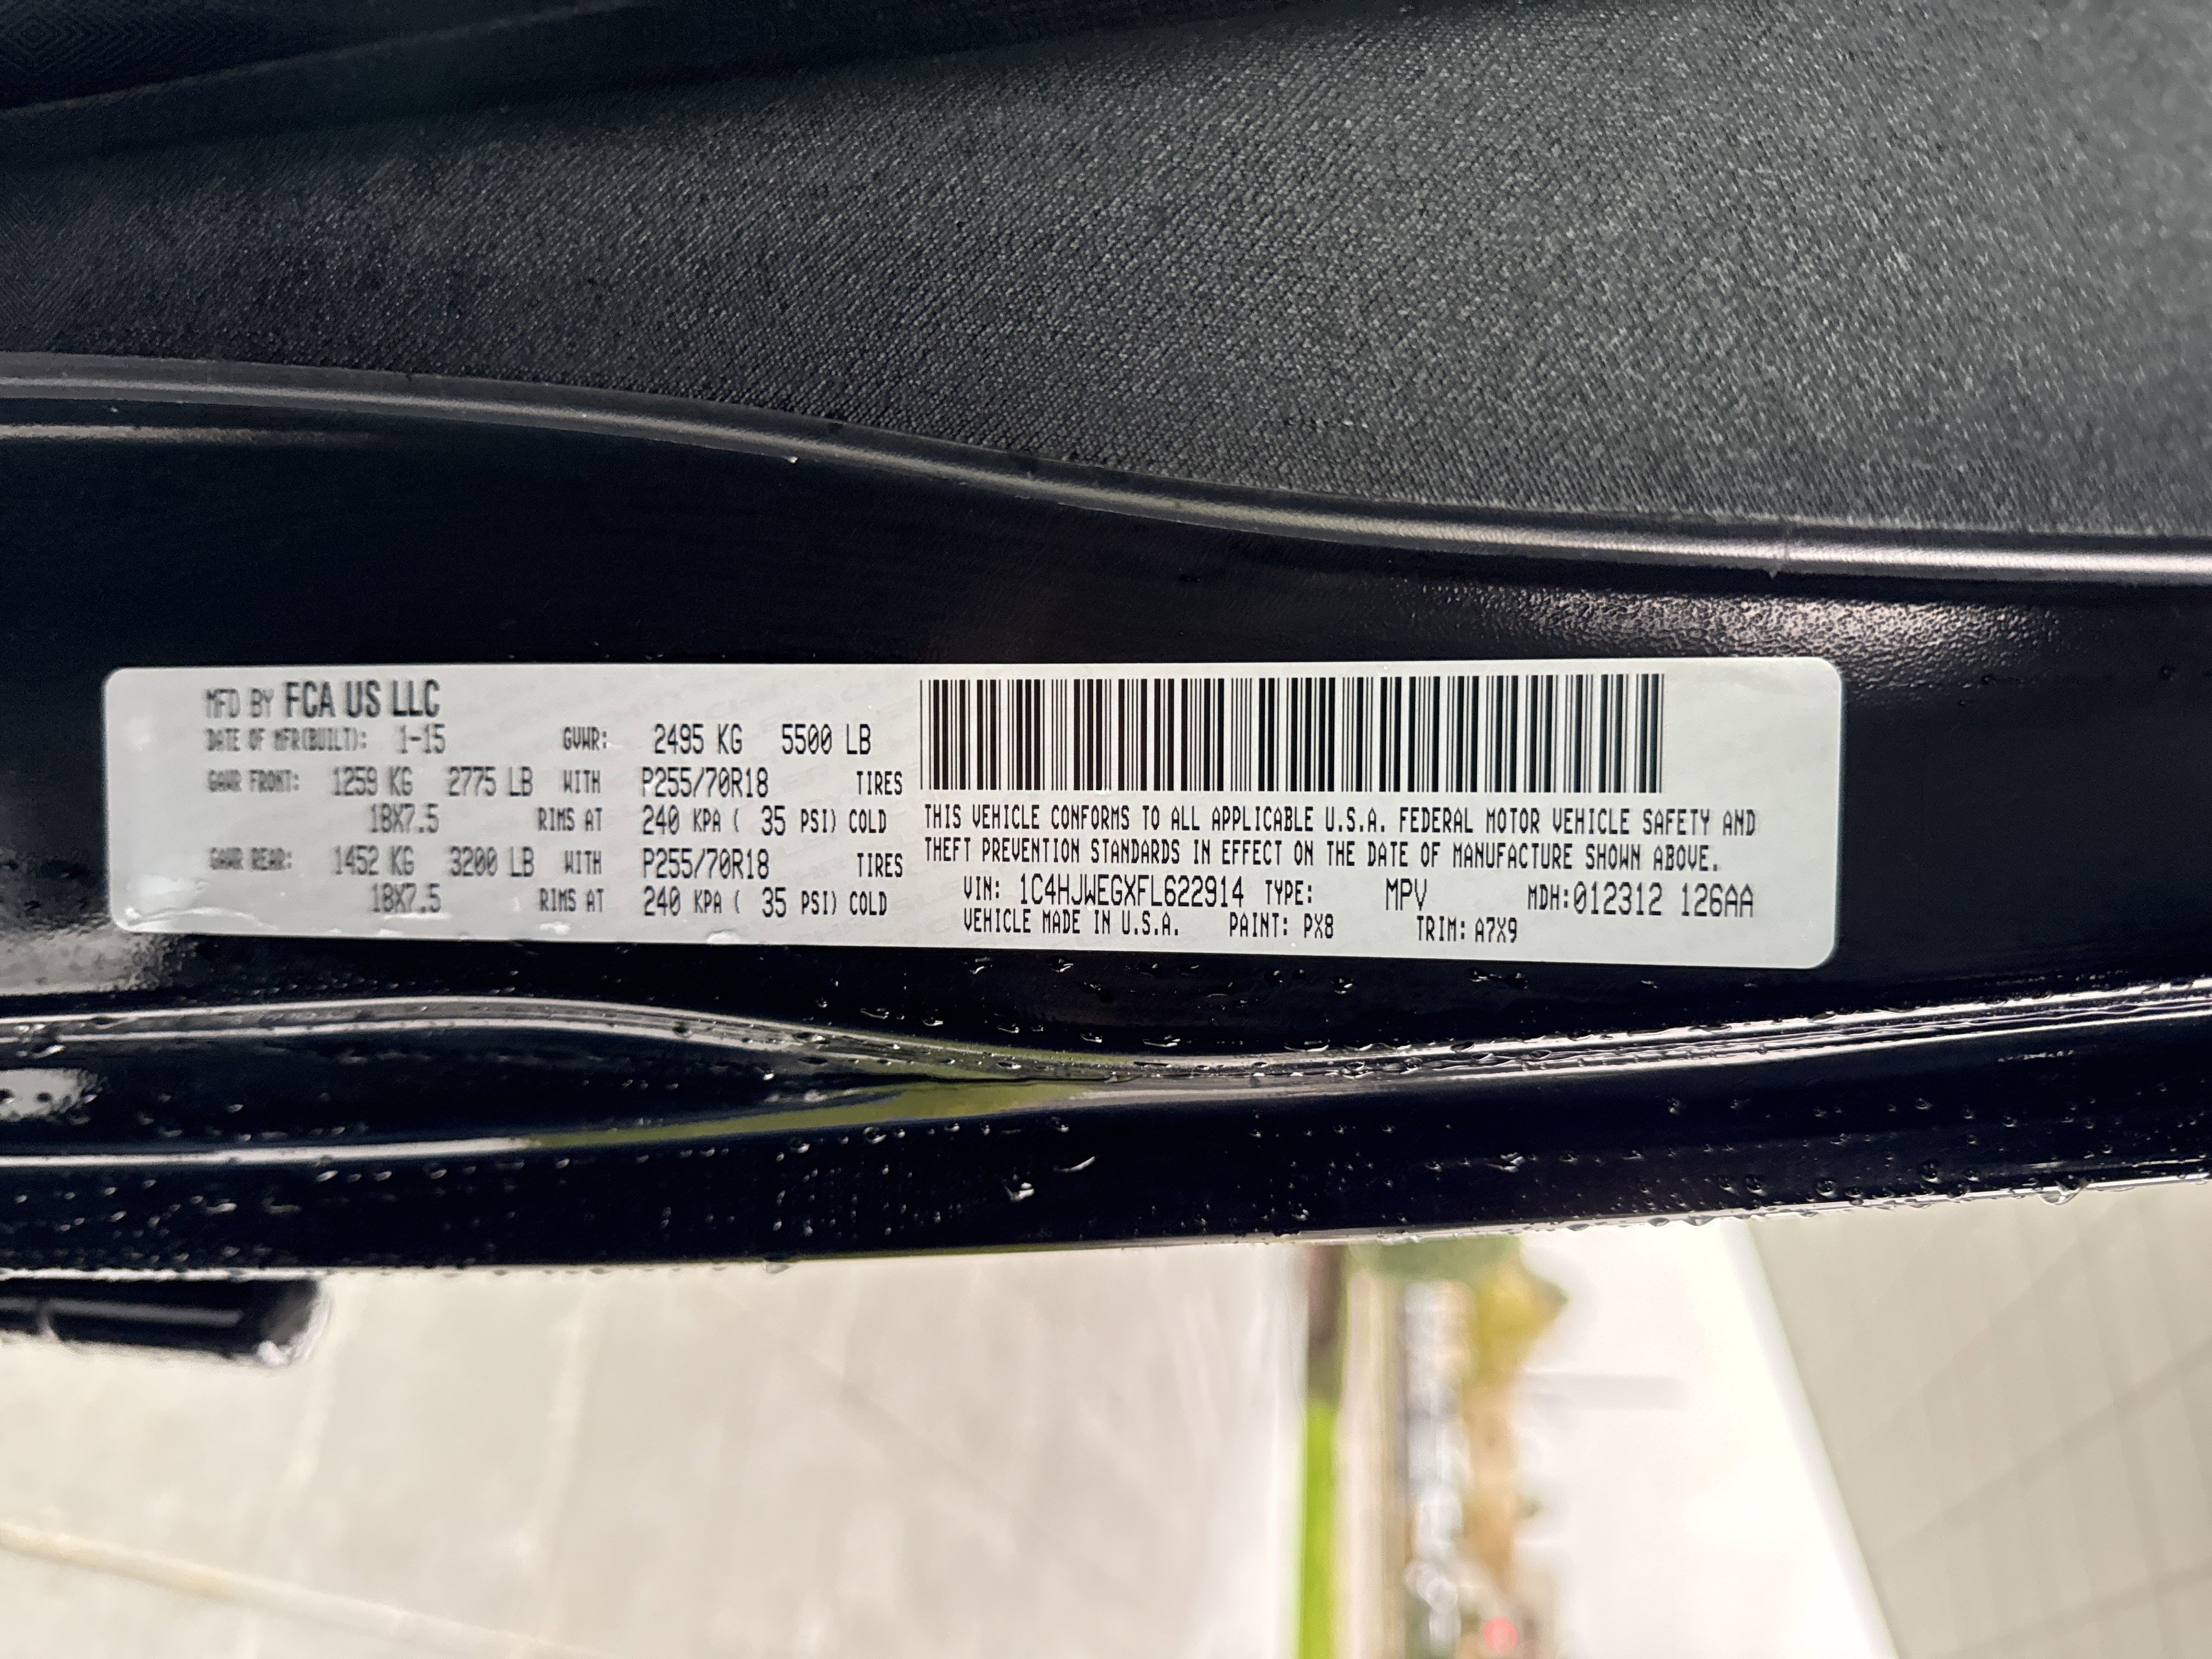 MFD BY FCA US LLC
DATE OF MFR(BUILT): 1-15 GVWR: 2495 KG 5500 LB
GAWR FRONT: 1259 KG 2775 LB WITH P255/70R18 TIRES
18X7.5 RIMS AT 240 KPA ( 35 PSI) COLD
GAWR REAR: 1452 KG 3200 LB WITH P255/70R18 TIRES
18X7.5 RIMS AT 240 KPA ( 35 PSI) COLD
THIS VEHICLE CONFORMS TO ALL APPLICABLE U.S.A. FEDERAL MOTOR VEHICLE SAFETY AND
THEFT PREVENTION STANDARDS IN EFFECT ON THE DATE OF MANUFACTURE SHOWN ABOVE.
VIN: 1C4HJWEGXFL622914 TYPE: MPV MDH:012312 126AA
VEHICLE MADE IN U.S.A. PAINT: PX8 TRIM: A7X9